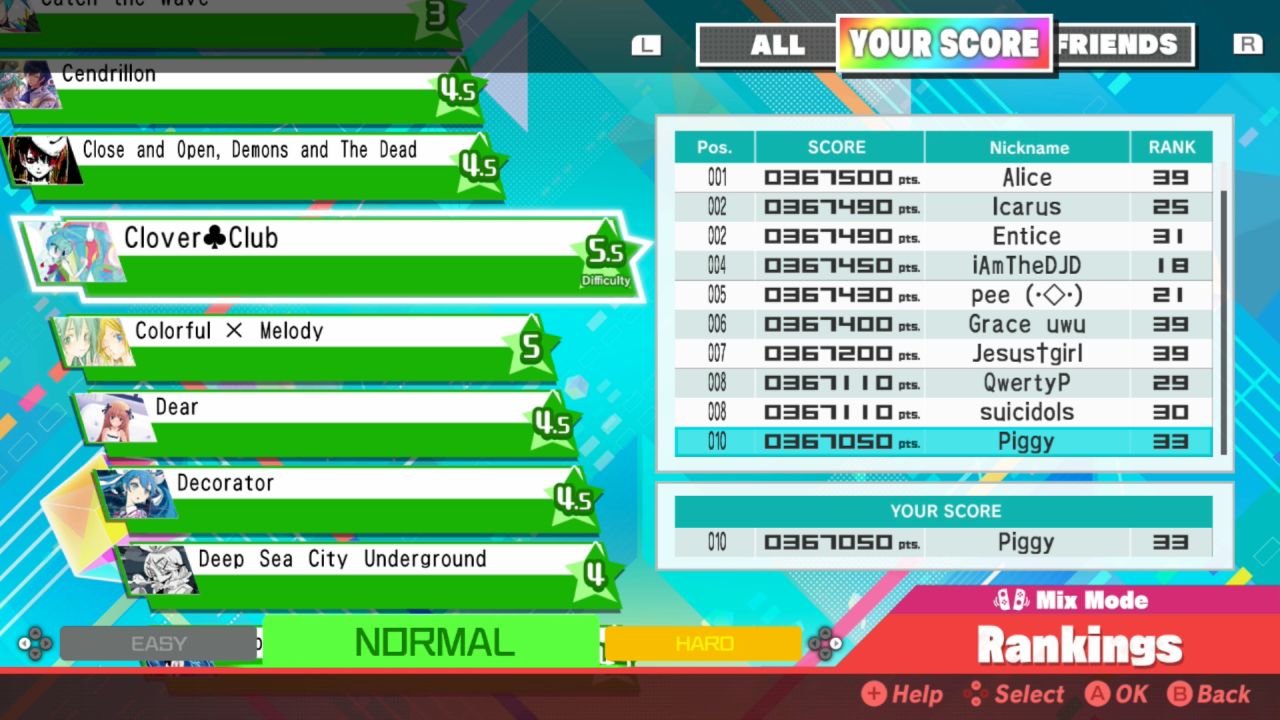 Catch the Wave
3
Cendrillon
4.5
Close and Open, Demons and The Dead
4.5
Clover♣Club
5.5
Difficulty
Colorful × Melody
5
Dear
4.5
Decorator
4.5
Deep Sea City Underground
4
EASY
NORMAL
HARD
L
ALL
YOUR SCORE
FRIENDS
R
Pos. SCORE Nickname RANK
001 0367500 pts. Alice 39
002 0367490 pts. Icarus 25
002 0367490 pts. Entice 31
004 0367450 pts. iAmTheDJD 18
005 0367430 pts. pee (·◇·) 21
006 0367400 pts. Grace uwu 39
007 0367200 pts. Jesus†girl 39
008 0367110 pts. QwertyP 29
008 0367110 pts. suicidols 30
010 0367050 pts. Piggy 33
YOUR SCORE
010 0367050 pts. Piggy 33
Mix Mode
Rankings
+ Help Select A OK B Back